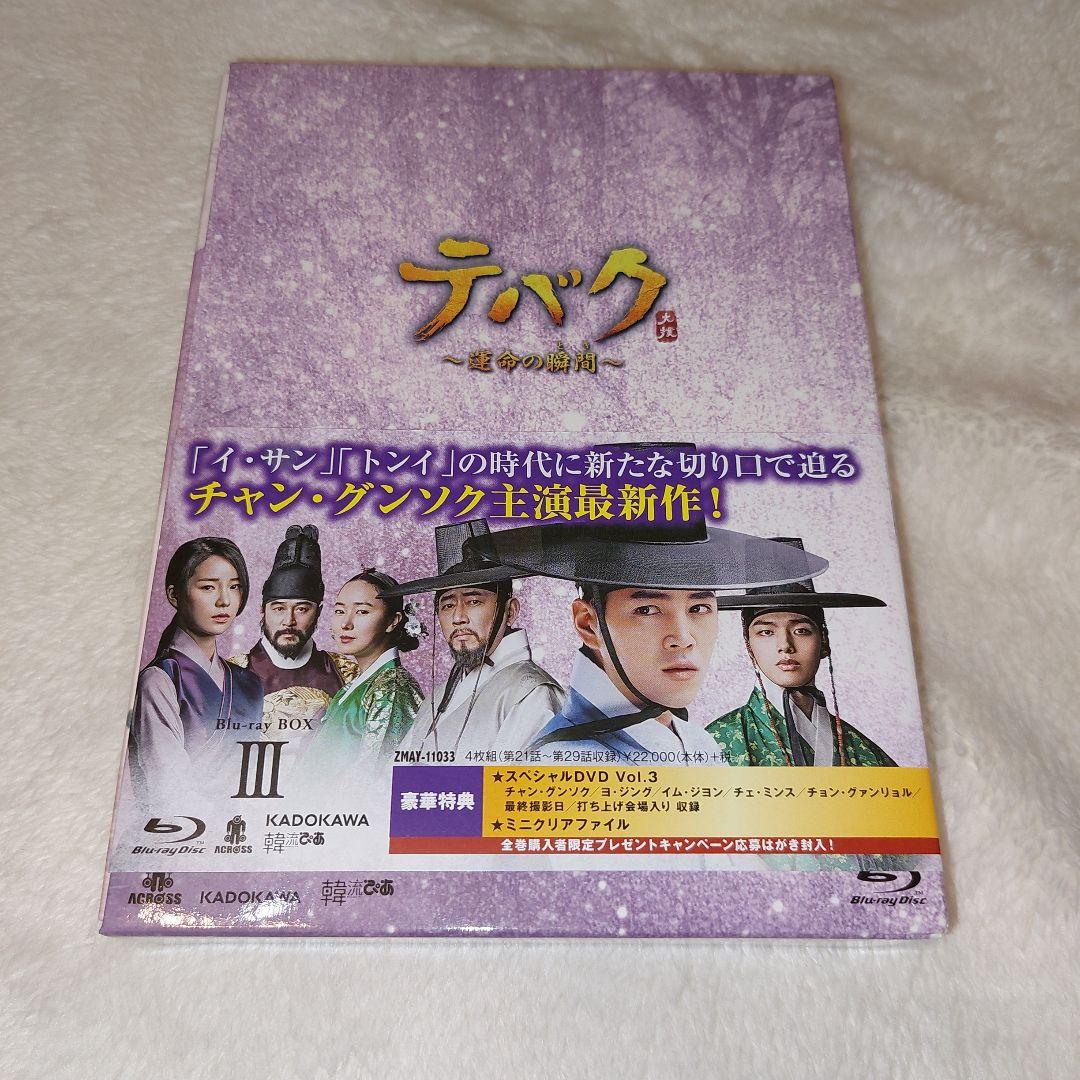 テバク
大撲
とき
～運命の瞬間～
「イ・サン」「トンイ」の時代に新たな切り口で迫る
チャン・グンソク主演最新作！
Blu-ray BOX
III
ZMAY-11033 4枚組(第21話～第29話収録)¥22,000(本体)+税
豪華特典
★スペシャルDVD Vol.3
チャン・グンソク／ヨ・ジング／イム・ジヨン／チェ・ミンス／チョン・グァンリョル／
最終撮影日／打ち上げ会場入り 収録
★ミニクリアファイル
全巻購入者限定プレゼントキャンペーン応募はがき封入！
Blu-ray Disc
ACROSS
KADOKAWA
韓流ぴあ
ACROSS
KADOKAWA
韓流ぴあ
Blu-ray Disc